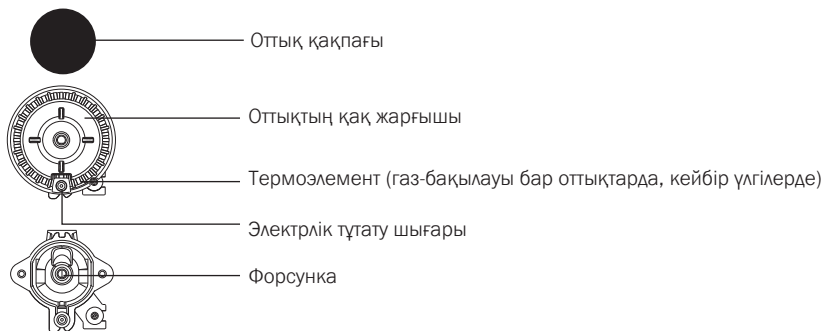 Оттық қақпағы
Оттықтың қақ жарғышы
Термоэлемент (газ-бақылауы бар оттықтарда, кейбір үлгілерде)
Электрлік тұтату шығары
Форсунка